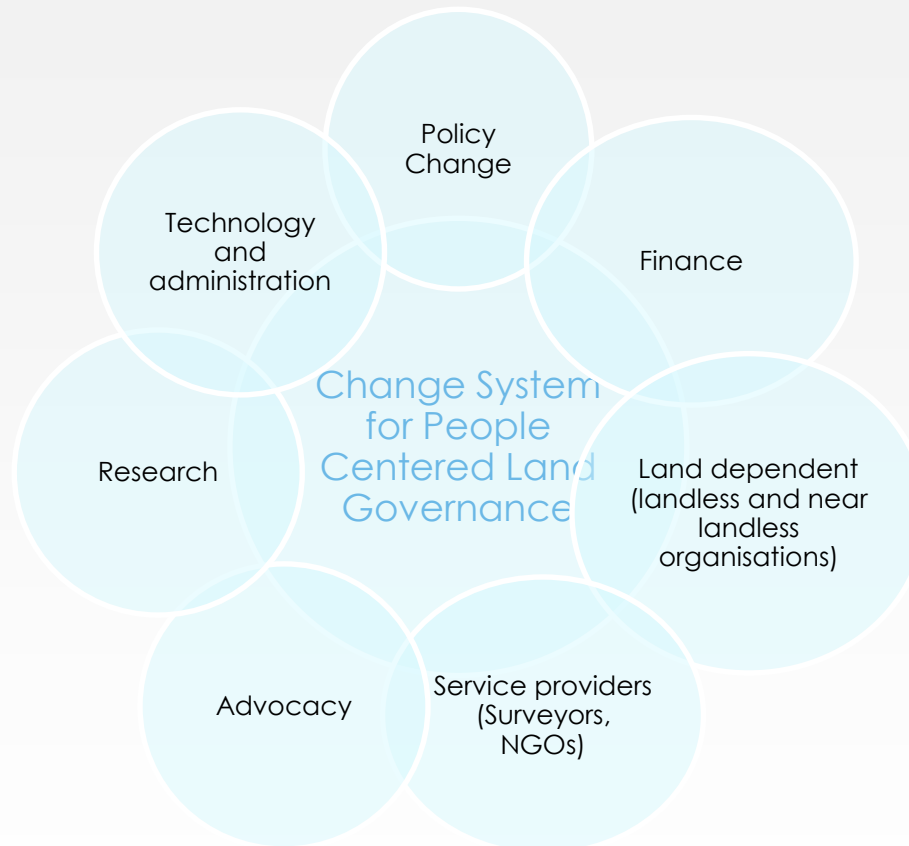 Policy
Change
Technology
and
administration
Finance
Change System
for People
Centered Land
Governance
Research
Land dependent
(landless and near
landless
organisations)
Advocacy
Service providers
(Surveyors,
NGOs)